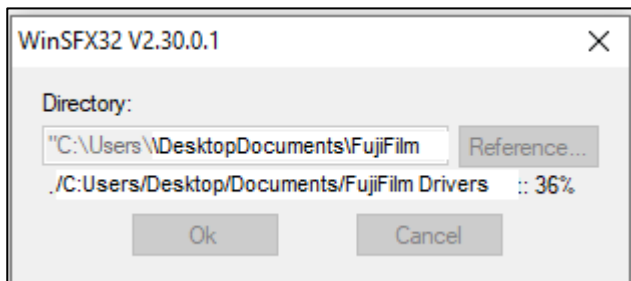 WinSFX32 V2.30.0.1
Directory:
"C:\Users\\DesktopDocuments\FujiFilm Reference...
./C:Users/Desktop/Documents/FujiFilm Drivers :: 36%
Ok Cancel